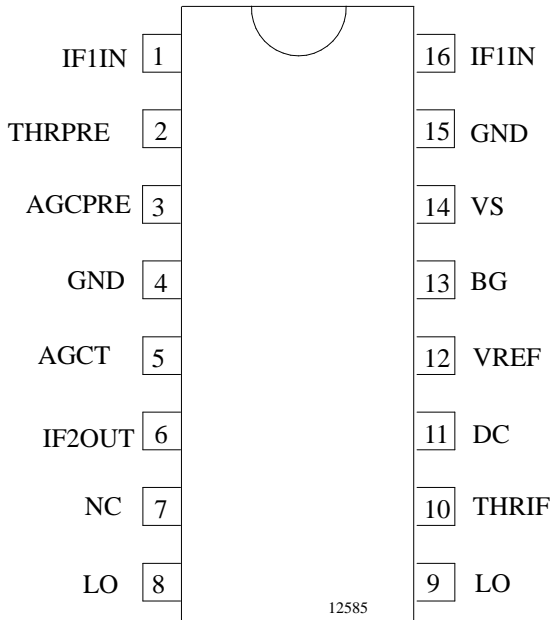 IF1IN 1 16 IF1IN
THRPRE 2 15 GND
AGCPRE 3 14 VS
GND 4 13 BG
AGCT 5 12 VREF
IF2OUT 6 11 DC
NC 7 10 THRIF
LO 8 9 LO
12585